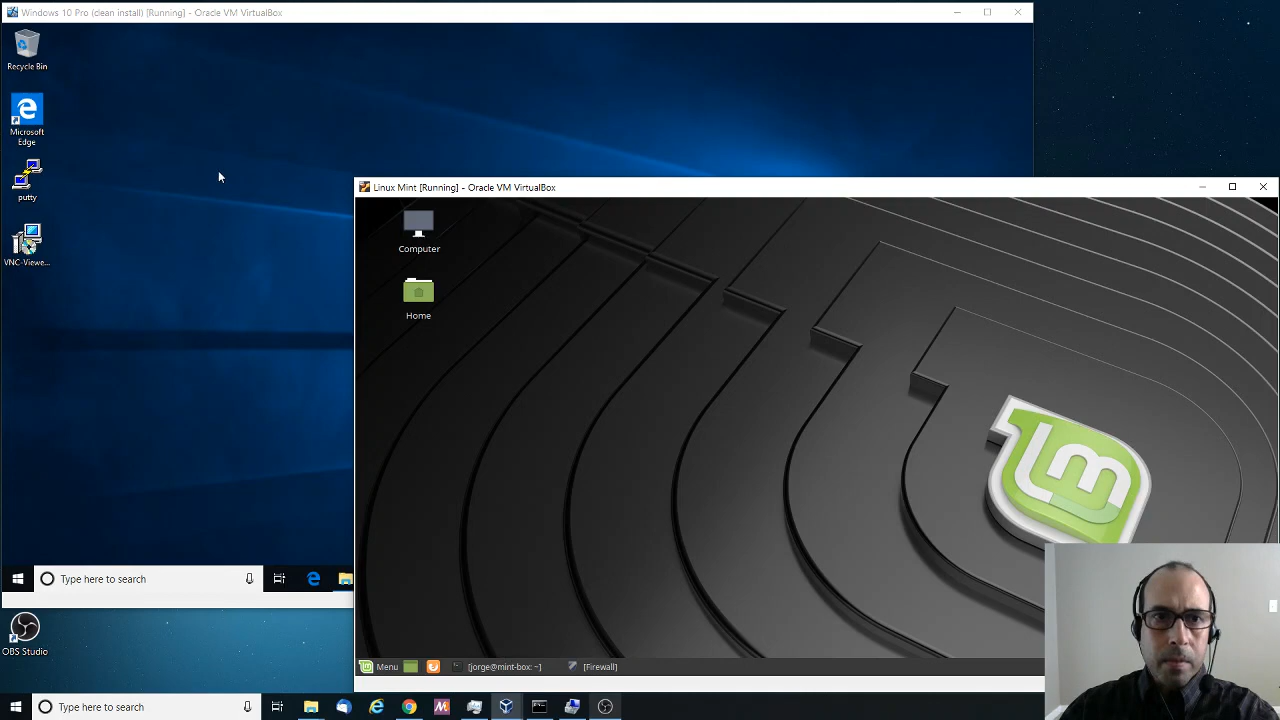 Windows 10 Pro (clean install) [Running] - Oracle VM VirtualBox
Recycle Bin
Microsoft
Edge
putty
VNC-Viewe...
Linux Mint [Running] - Oracle VM VirtualBox
Computer
Home
lm
Type here to search
OBS Studio
Menu
[jorge@mint-box: ~]
[Firewall]
Type here to search